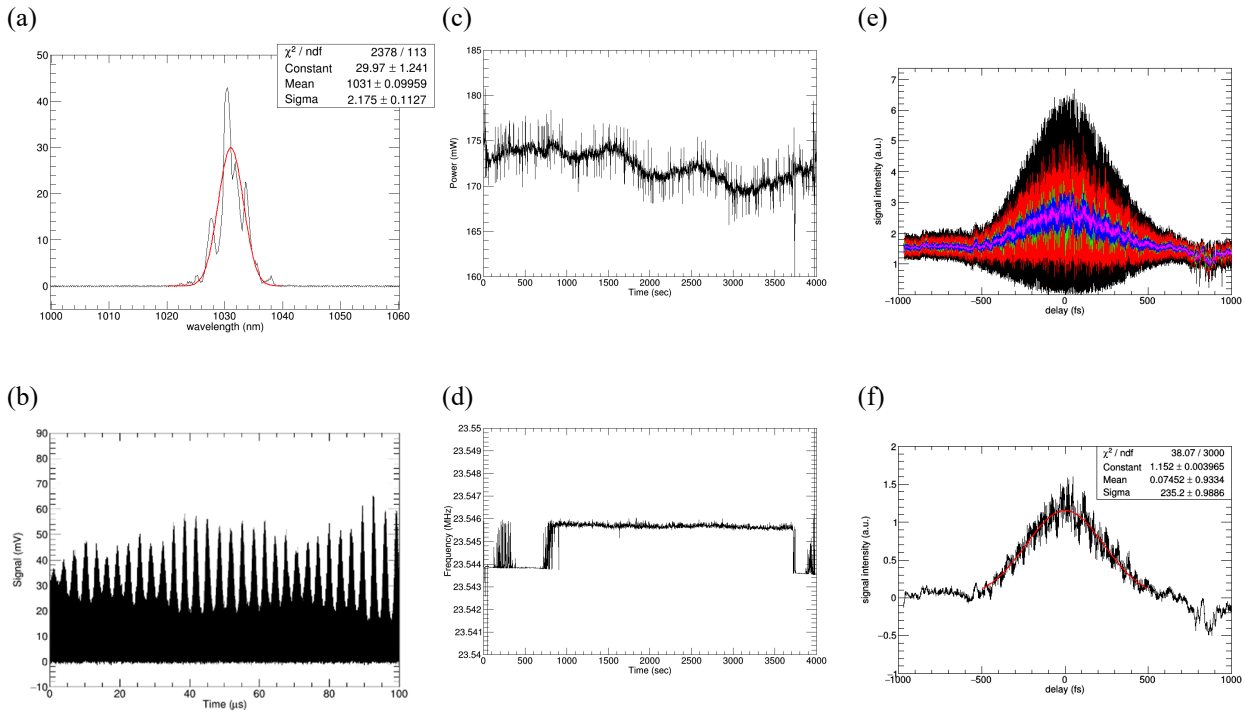 (a)
50
40
30
20
10
0
1000 1010 1020 1030 1040 1050 1060
wavelength (nm)
χ² / ndf 2378 / 113
Constant 29.97 ± 1.241
Mean 1031 ± 0.09959
Sigma 2.175 ± 0.1127
(c)
180
175
170
165
160
Power (mW)
0 500 1000 1500 2000 2500 3000 3500 4000
Time (sec)
(e)
7
6
5
4
3
2
1
signal intensity (a.u.)
-1000 -500 0 500 1000
delay (fs)
(b)
90
80
70
60
50
40
30
20
10
0
-10
Signal (mV)
0 20 40 60 80 100
Time (μs)
(d)
23.55
23.549
23.548
23.547
23.546
23.545
23.544
23.543
23.542
23.541
23.54
Frequency (MHz)
0 500 1000 1500 2000 2500 3000 3500 4000
Time (sec)
(f)
2
1.5
1
0.5
0
-0.5
-1
signal intensity (a.u.)
χ² / ndf 38.07 / 3000
Constant 1.152 ± 0.003965
Mean 0.07452 ± 0.9334
Sigma 235.2 ± 0.9886
-1000 -500 0 500 1000
delay (fs)